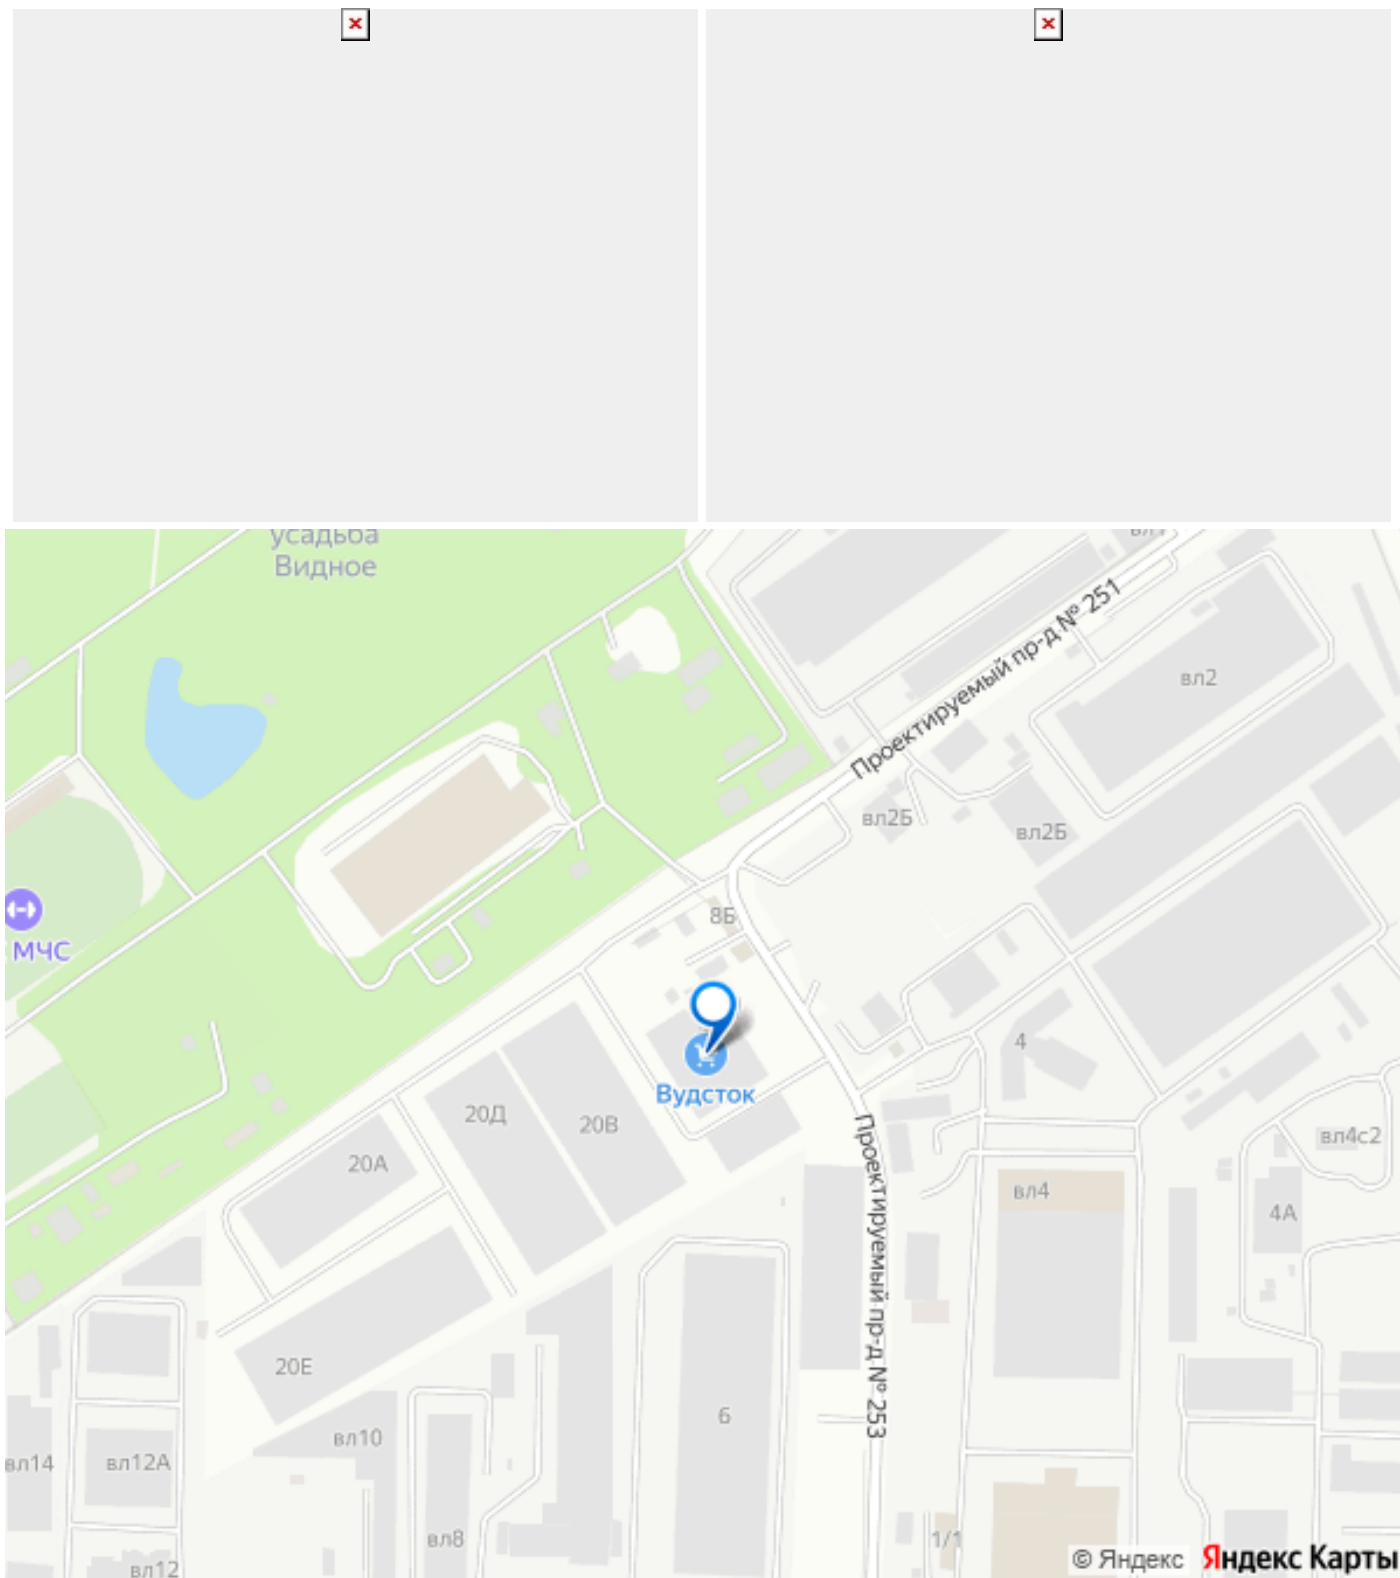 усадьба
Видное
вл1
Проектируемый пр-д № 251
вл2
вл2Б
вл2Б
8Б
МЧС
4
Вудсток
20Д
20В
20А
вл4с2
вл4
4А
Проектируемый пр-д № 253
20Е
6
вл10
вл14
вл12А
вл8
1/1
вл12
© Яндекс
Яндекс Карты